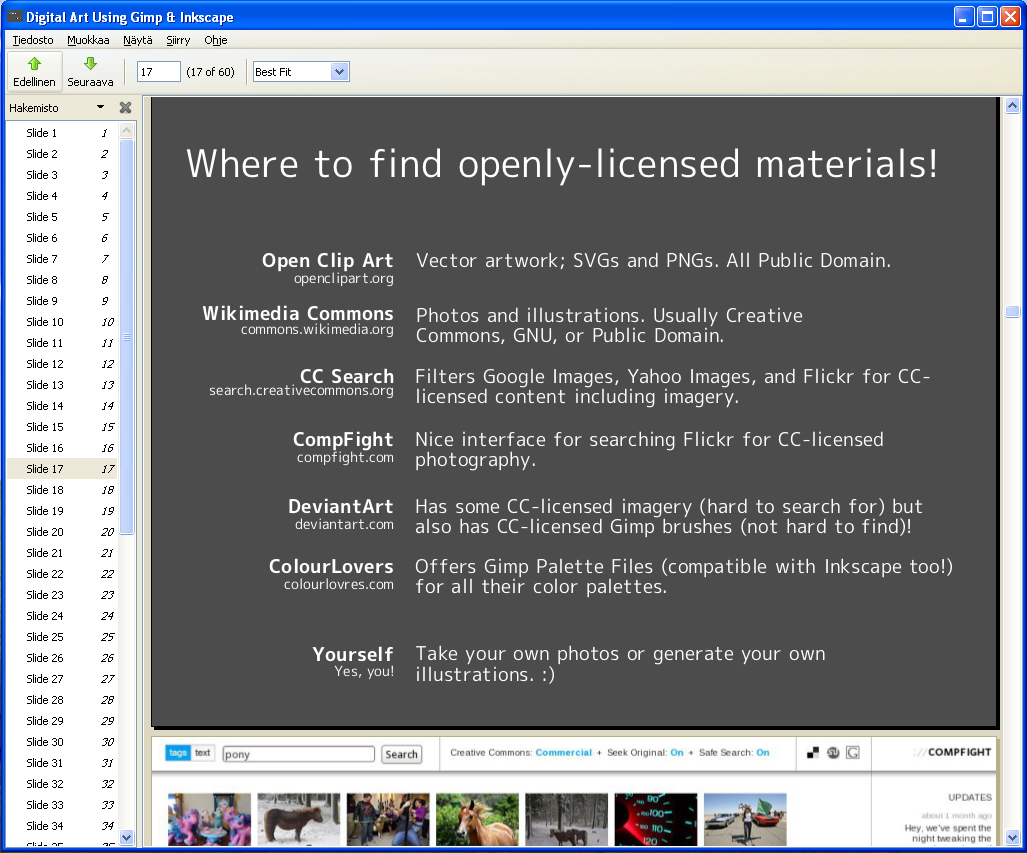 Digital Art Using Gimp & Inkscape
Tiedosto Muokkaa Näytä Siirry Ohje
Edellinen Seuraava 17 (17 of 60) Best Fit
Hakemisto
Slide 1 1
Slide 2 2
Slide 3 3
Slide 4 4
Slide 5 5
Slide 6 6
Slide 7 7
Slide 8 8
Slide 9 9
Slide 10 10
Slide 11 11
Slide 12 12
Slide 13 13
Slide 14 14
Slide 15 15
Slide 16 16
Slide 17 17
Slide 18 18
Slide 19 19
Slide 20 20
Slide 21 21
Slide 22 22
Slide 23 23
Slide 24 24
Slide 25 25
Slide 26 26
Slide 27 27
Slide 28 28
Slide 29 29
Slide 30 30
Slide 31 31
Slide 32 32
Slide 33 33
Slide 34 34
Where to find openly-licensed materials!
Open Clip Art
openclipart.org
Vector artwork; SVGs and PNGs. All Public Domain.
Wikimedia Commons
commons.wikimedia.org
Photos and illustrations. Usually Creative
Commons, GNU, or Public Domain.
CC Search
search.creativecommons.org
Filters Google Images, Yahoo Images, and Flickr for CC-
licensed content including imagery.
CompFight
compfight.com
Nice interface for searching Flickr for CC-licensed
photography.
DeviantArt
deviantart.com
Has some CC-licensed imagery (hard to search for) but
also has CC-licensed Gimp brushes (not hard to find)!
ColourLovers
colourlovres.com
Offers Gimp Palette Files (compatible with Inkscape too!)
for all their color palettes.
Yourself
Yes, you!
Take your own photos or generate your own
illustrations. :)
tags text pony Search Creative Commons: Commercial + Seek Original: On + Safe Search: On G ://COMPFIGHT
80 90 100 110 120
UPDATES
about 1 month ago
Hey, we've spent the
night tweaking the